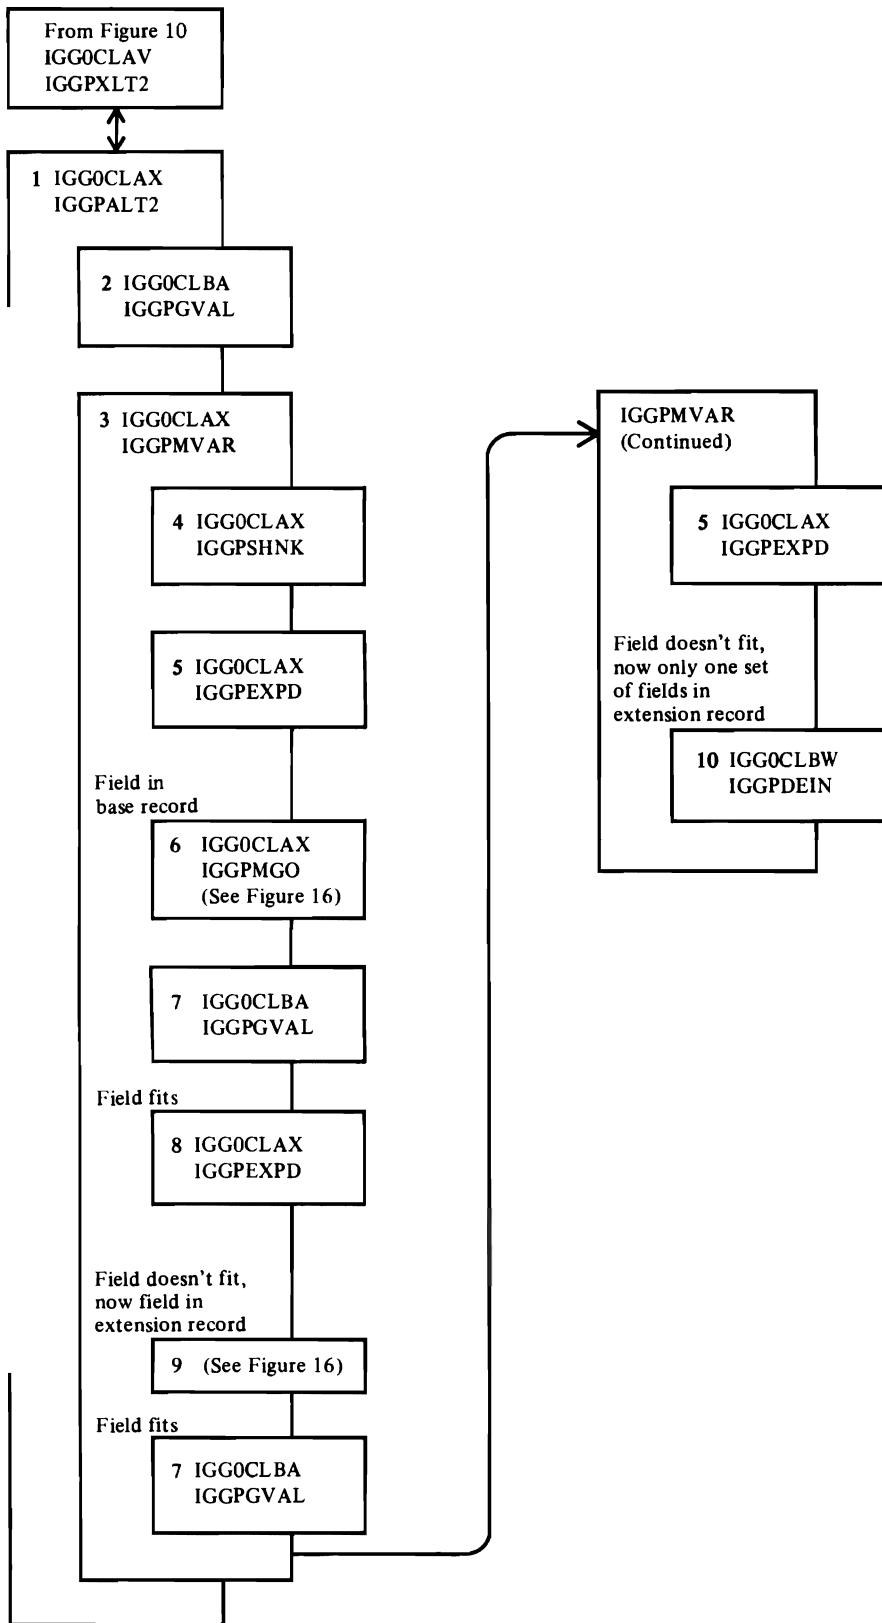 From Figure 10
IGG0CLAV
IGGPXLT2
1 IGG0CLAX
IGGPALT2
2 IGG0CLBA
IGGPGVAL
3 IGG0CLAX
IGGPMVAR
4 IGG0CLAX
IGGPSHNK
5 IGG0CLAX
IGGPEXPD
Field in
base record
6 IGG0CLAX
IGGPMGO
(See Figure 16)
7 IGG0CLBA
IGGPGVAL
Field fits
8 IGG0CLAX
IGGPEXPD
Field doesn't fit,
now field in
extension record
9 (See Figure 16)
Field fits
7 IGG0CLBA
IGGPGVAL
IGGPMVAR
(Continued)
5 IGG0CLAX
IGGPEXPD
Field doesn't fit,
now only one set
of fields in
extension record
10 IGG0CLBW
IGGPDEIN